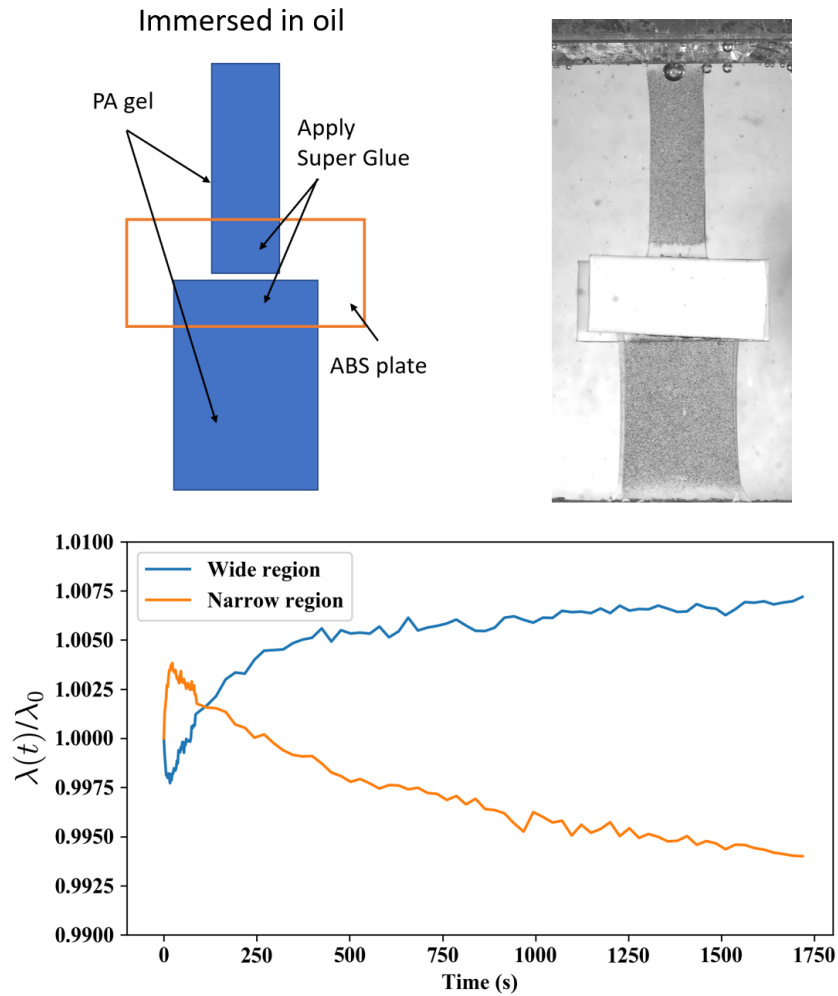 Immersed in oil
PA gel
Apply
Super Glue
ABS plate
1.0100
1.0075
1.0050
1.0025
1.0000
0.9975
0.9950
0.9925
0.9900
λ(t)/λ₀
Wide region
Narrow region
0
250
500
750
1000
1250
1500
1750
Time (s)